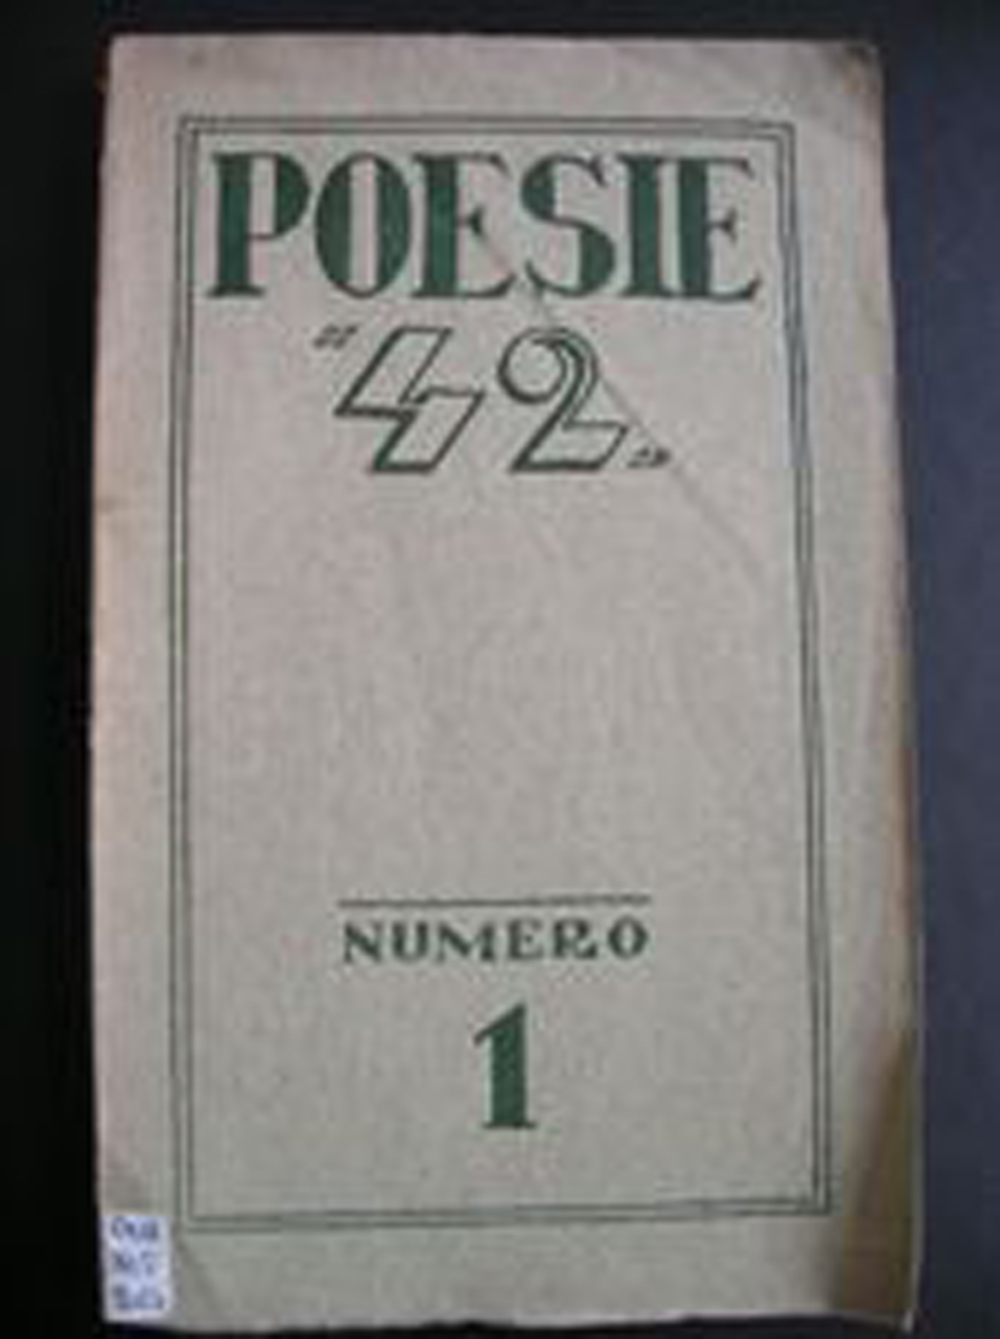 POESIE
"42"
NUMERO
1